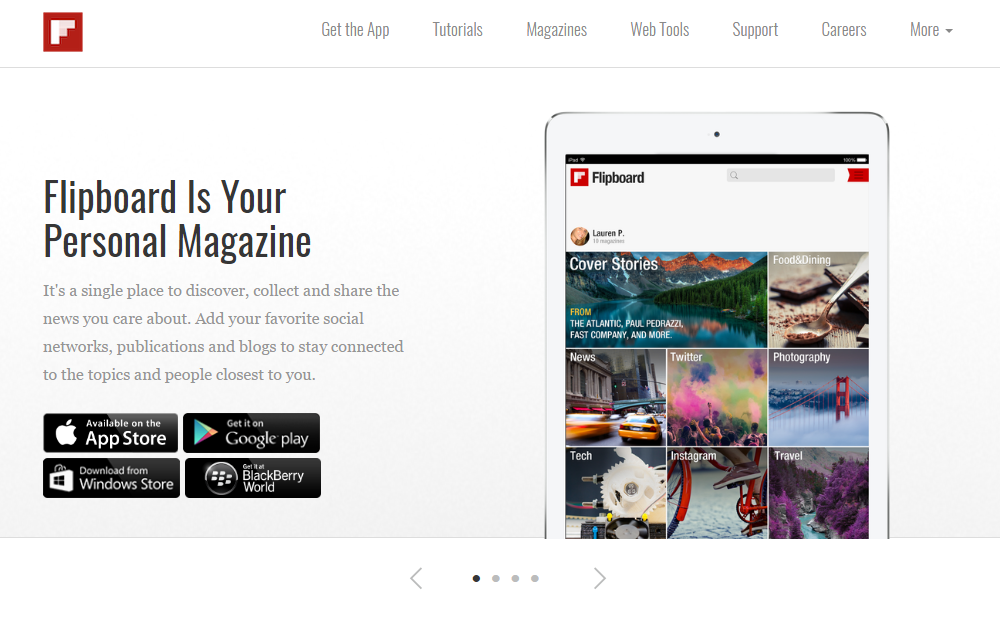 Get the App
Tutorials
Magazines
Web Tools
Support
Careers
More
Flipboard Is Your
Personal Magazine
It's a single place to discover, collect and share the
news you care about. Add your favorite social
networks, publications and blogs to stay connected
to the topics and people closest to you.
Available on the
App Store
Get it on
Google play
Download from
Windows Store
Get it at
BlackBerry
World
iPad
100%
Flipboard
Lauren P.
Cover Stories
FROM
THE ATLANTIC, PAUL PEDRAZZI,
FAST COMPANY, AND MORE.
Food&Dining
News
Twitter
Photography
Tech
Instagram
Travel